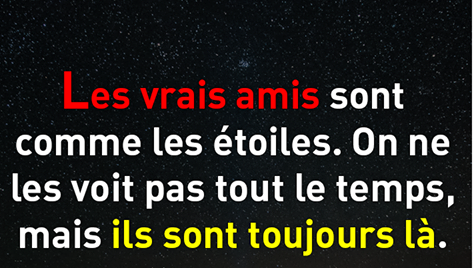 Les vrais amis sont
comme les étoiles. On ne
les voit pas tout le temps,
mais ils sont toujours là.